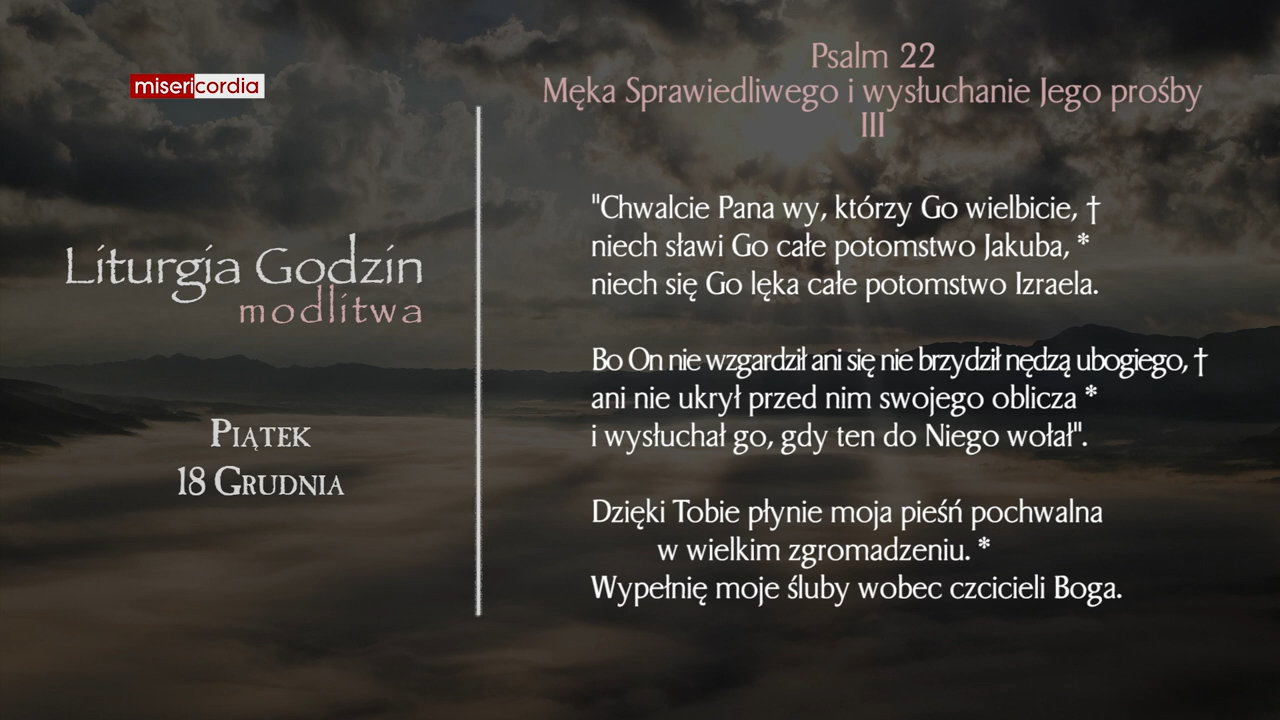 misericordia
Liturgia Godzin
modlitwa
Piątek
18 Grudnia
Psalm 22
Męka Sprawiedliwego i wysłuchanie Jego prośby
III
"Chwalcie Pana wy, którzy Go wielbicie, †
niech sławi Go całe potomstwo Jakuba, *
niech się Go lęka całe potomstwo Izraela.
Bo On nie wzgardził ani się nie brzydził nędzą ubogiego, †
ani nie ukrył przed nim swojego oblicza *
i wysłuchał go, gdy ten do Niego wołał".
Dzięki Tobie płynie moja pieśń pochwalna
w wielkim zgromadzeniu. *
Wypełnię moje śluby wobec czcicieli Boga.